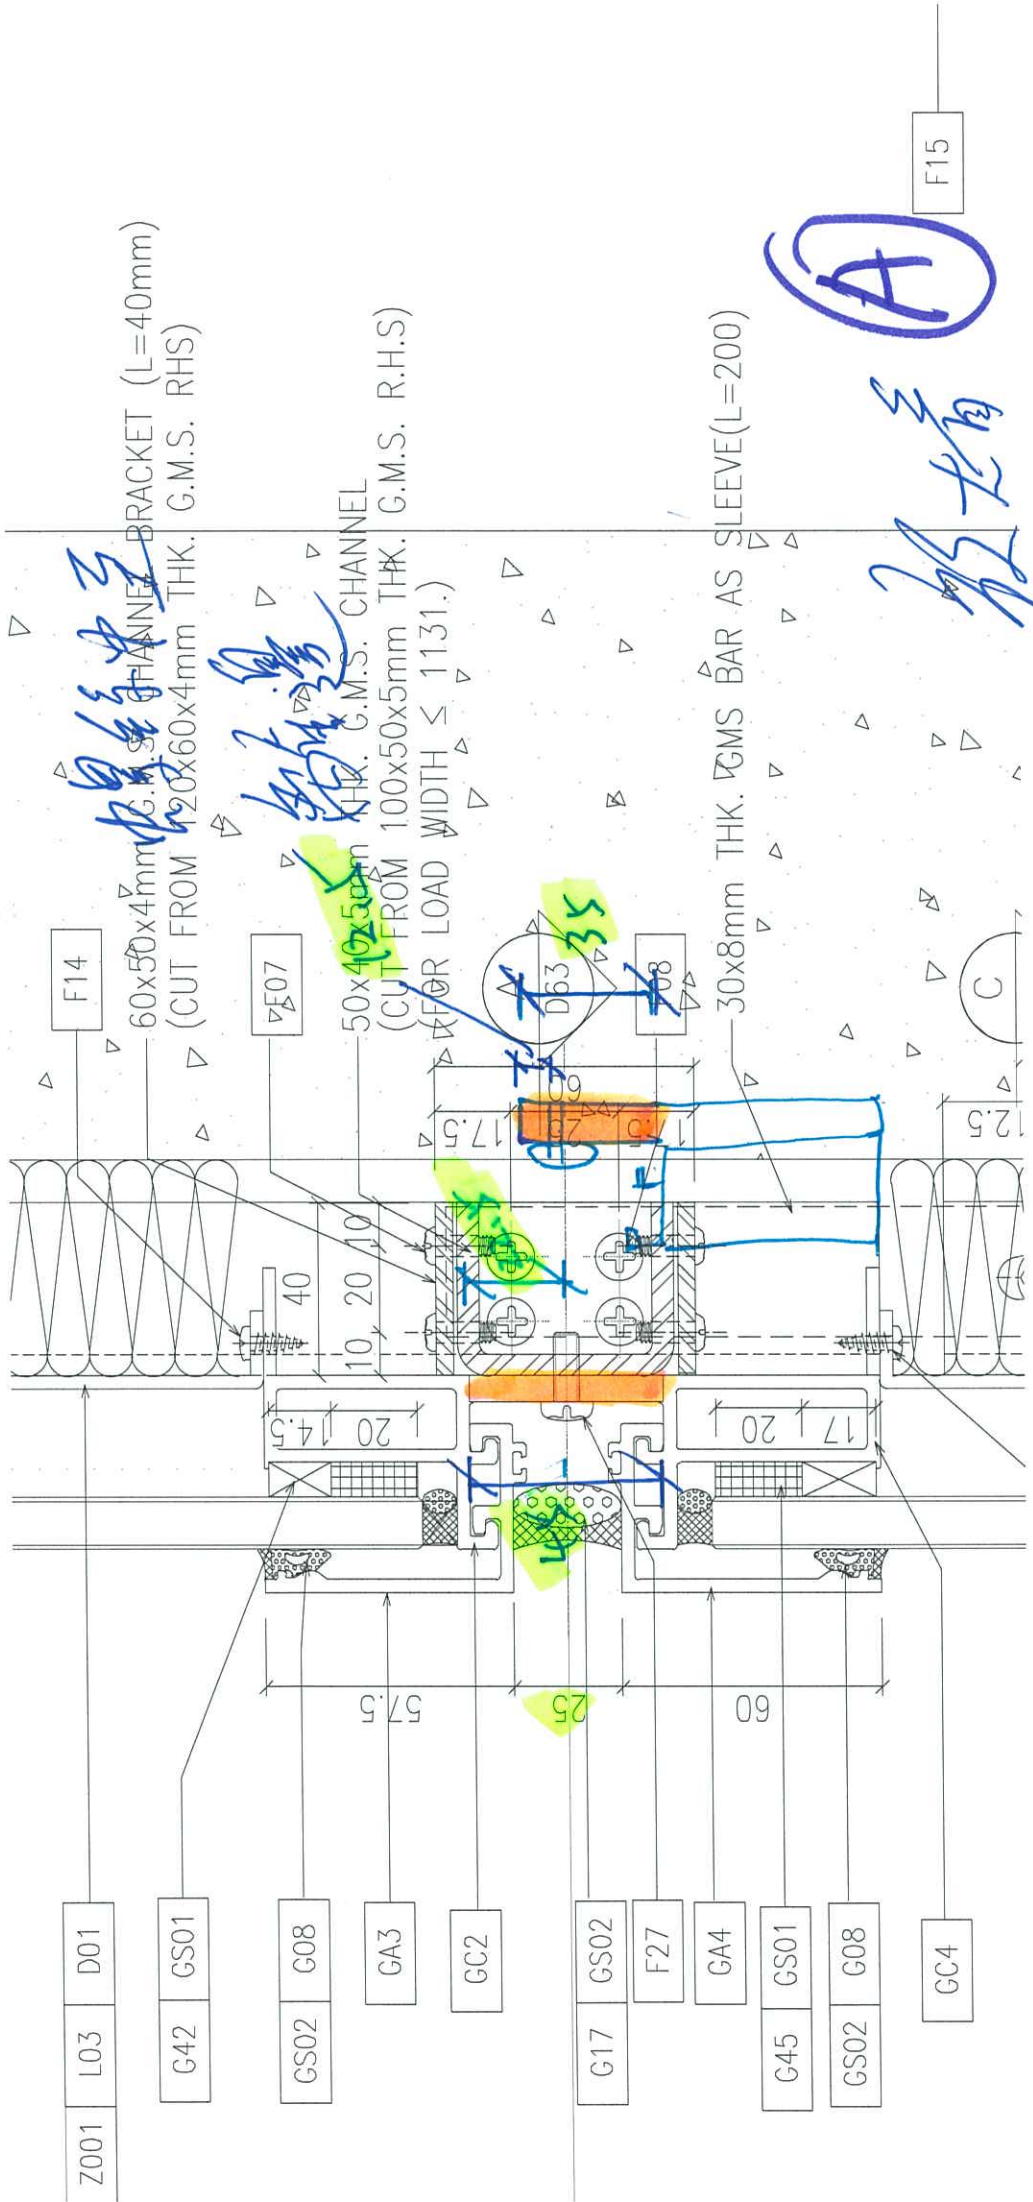 F15
A
60x50x4mm G.M.S. CHANNEL BRACKET (L=40mm)
(CUT FROM 120x60x4mm THK. G.M.S. RHS)
50x40x5mm THK. G.M.S. CHANNEL
(CUT FROM 100x50x5mm THK. G.M.S. R.H.S)
(FOR LOAD WIDTH ≤ 1131.)
30x8mm THK. GMS BAR AS SLEEVE(L=200)
F14
F07
12.5
35
D63
F08
C
60
17.5
25
12.5
40
10
20
10
14.5
20
20
17
45
57.5
25
60
Z001 L03 D01
G42 GS01
GS02 G08
GA3
GC2
G17 GS02
F27
GA4
G45 GS01
GS02 G08
GC4